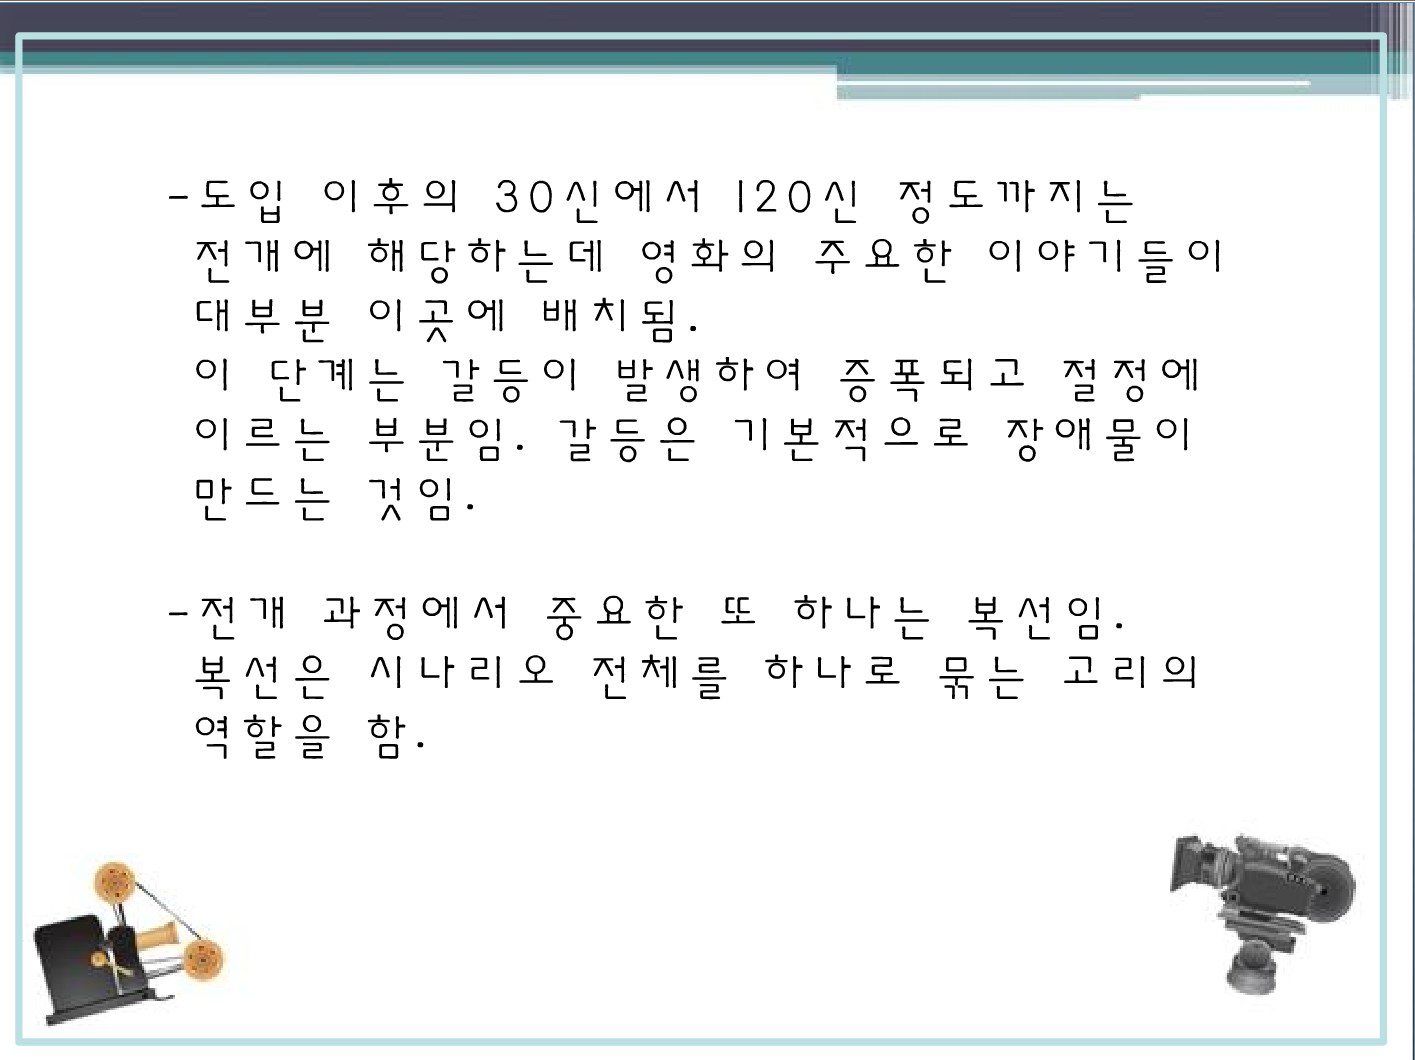 -도입 이후의 30신에서 120신 정도까지는
전개에 해당하는데 영화의 주요한 이야기들이
대부분 이곳에 배치됨.
이 단계는 갈등이 발생하여 증폭되고 절정에
이르는 부분임. 갈등은 기본적으로 장애물이
만드는 것임.
-전개 과정에서 중요한 또 하나는 복선임.
복선은 시나리오 전체를 하나로 묶는 고리의
역할을 함.